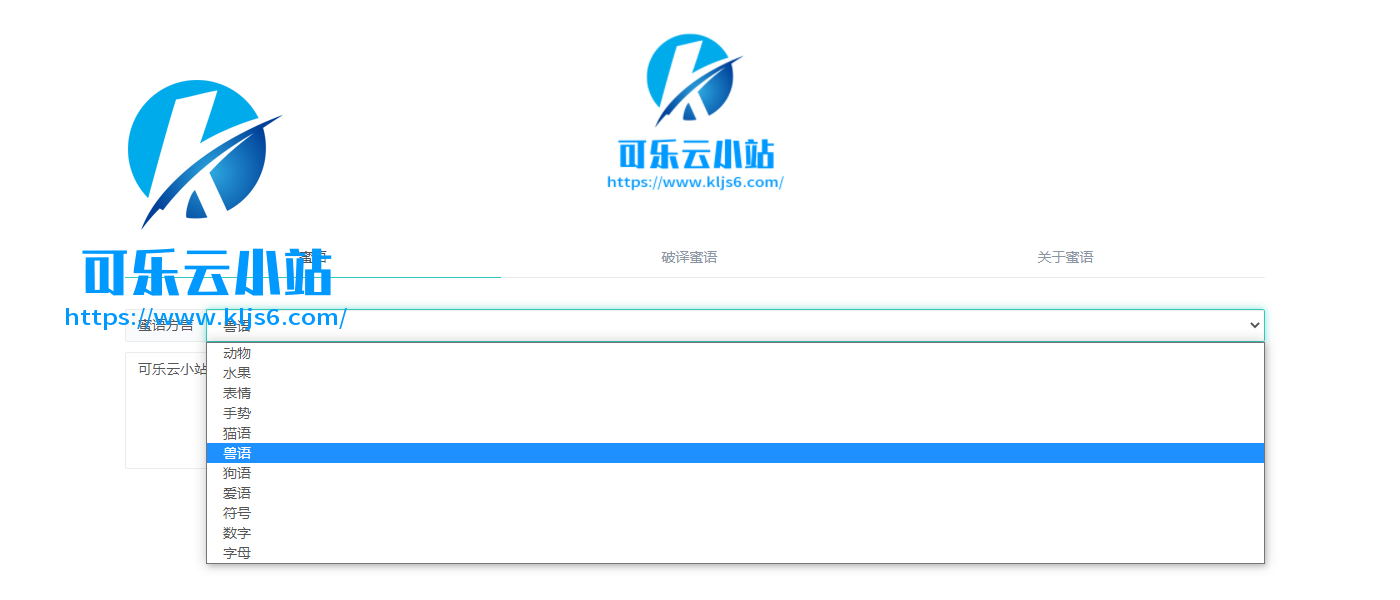 可乐云小站
https://www.kljs6.com/
可乐云小站
https://www.kljs6.com/
蜜语
破译蜜语
关于蜜语
蜜语方言
兽语
可乐云小站
动物
水果
表情
手势
猫语
兽语
狗语
爱语
符号
数字
字母